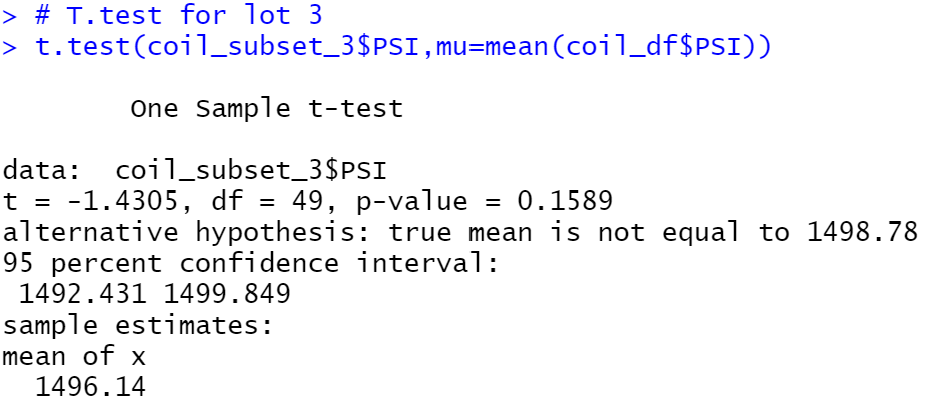 > # T.test for lot 3
> t.test(coil_subset_3$PSI,mu=mean(coil_df$PSI))
One Sample t-test
data:  coil_subset_3$PSI
t = -1.4305, df = 49, p-value = 0.1589
alternative hypothesis: true mean is not equal to 1498.78
95 percent confidence interval:
1492.431 1499.849
sample estimates:
mean of x
1496.14